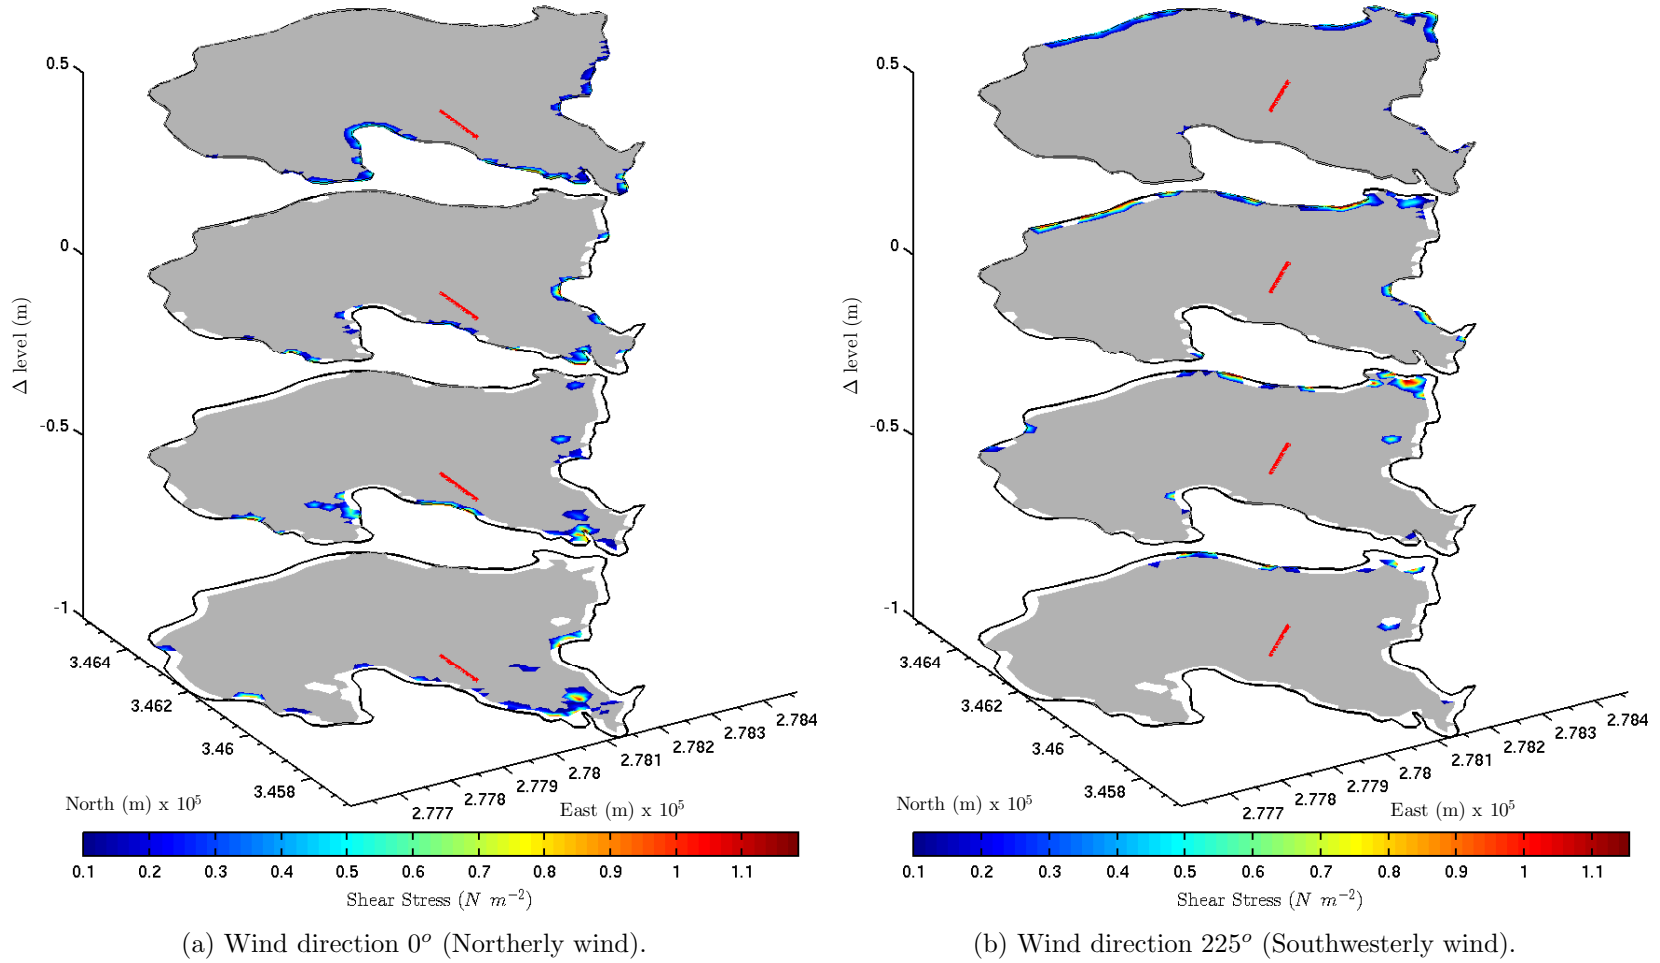 0.5
0
-0.5
-1
Δ level (m)
3.464
3.462
3.46
3.458
2.777
2.778
2.779
2.78
2.781
2.782
2.783
2.784
North (m) x 10⁵
East (m) x 10⁵
0.1 0.2 0.3 0.4 0.5 0.6 0.7 0.8 0.9 1 1.1
Shear Stress (N m⁻²)
(a) Wind direction 0ᵒ (Northerly wind).
0.5
0
-0.5
-1
Δ level (m)
3.464
3.462
3.46
3.458
2.777
2.778
2.779
2.78
2.781
2.782
2.783
2.784
North (m) x 10⁵
East (m) x 10⁵
0.1 0.2 0.3 0.4 0.5 0.6 0.7 0.8 0.9 1 1.1
Shear Stress (N m⁻²)
(b) Wind direction 225ᵒ (Southwesterly wind).